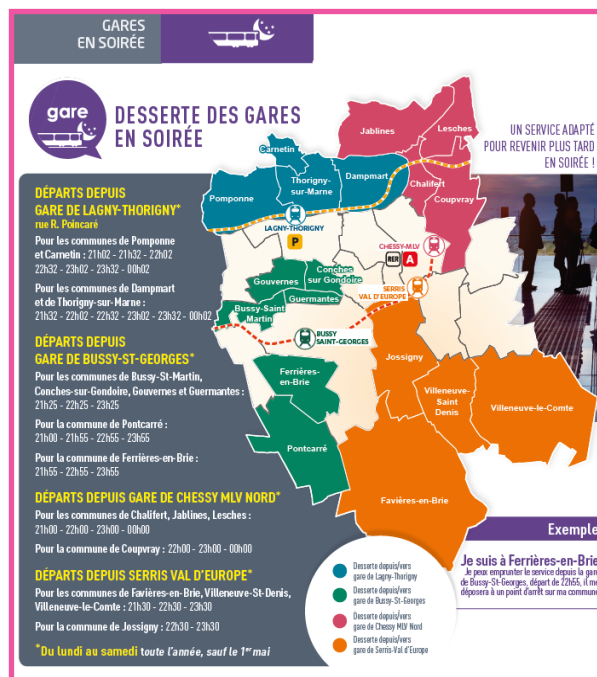 GARES
EN SOIRÉE
gare
DESSERTE DES GARES
EN SOIRÉE
UN SERVICE ADAPTÉ
POUR REVENIR PLUS TARD
EN SOIRÉE !
DÉPARTS DEPUIS
GARE DE LAGNY-THORIGNY*
rue R. Poincaré
Pour les communes de Pomponne
et Carnetin : 21h02 - 21h32 - 22h02
22h32 - 23h02 - 23h32 - 00h02
Pour les communes de Dampmart
et de Thorigny-sur-Marne :
21h32 - 22h02 - 22h32 - 23h02 - 23h32 - 00h02
DÉPARTS DEPUIS
GARE DE BUSSY-ST-GEORGES*
Pour les communes de Bussy-St-Martin,
Conches-sur-Gondoire, Gouvernes et Guermantes :
21h25 - 22h25 - 23h25
Pour la commune de Pontcarré :
21h00 - 21h55 - 22h55 - 23h55
Pour la commune de Ferrières-en-Brie :
21h55 - 22h55 - 23h55
DÉPARTS DEPUIS GARE DE CHESSY MLV NORD*
Pour les communes de Chalifert, Jablines, Lesches :
21h00 - 22h00 - 23h00 - 00h00
Pour la commune de Coupvray : 22h00 - 23h00 - 00h00
DÉPARTS DEPUIS SERRIS VAL D'EUROPE*
Pour les communes de Favières-en-Brie, Villeneuve-St-Denis,
Villeneuve-le-Comte : 21h30 - 22h30 - 23h30
Pour la commune de Jossigny : 22h30 - 23h30
*Du lundi au samedi toute l'année, sauf le 1er mai
Jablines
Lesches
Carnetin
Thorigny-
sur-Marne
Dampmart
Chalifert
Coupvray
Pomponne
LAGNY-THORIGNY
P
CHESSY-MLV
RER A
Gouvernes
Conches
sur Gondoire
Guermantes
SERRIS
VAL D'EUROPE
Bussy-Saint
Martin
BUSSY
SAINT-GEORGES
Jossigny
Ferrières-
en-Brie
Villeneuve-
Saint
Denis
Villeneuve-le-Comte
Pontcarré
Favières-en-Brie
Desserte depuis/vers
gare de Lagny-Thorigny
Desserte depuis/vers
gare de Bussy-St-Georges
Desserte depuis/vers
gare de Chessy MLV Nord
Desserte depuis/vers
gare de Serris-Val d'Europe
Exemple
Je suis à Ferrières-en-Brie
Je peux emprunter le service depuis la gare
de Bussy-St-Georges, départ de 22h55, il me
déposera à un point d'arrêt sur ma commune